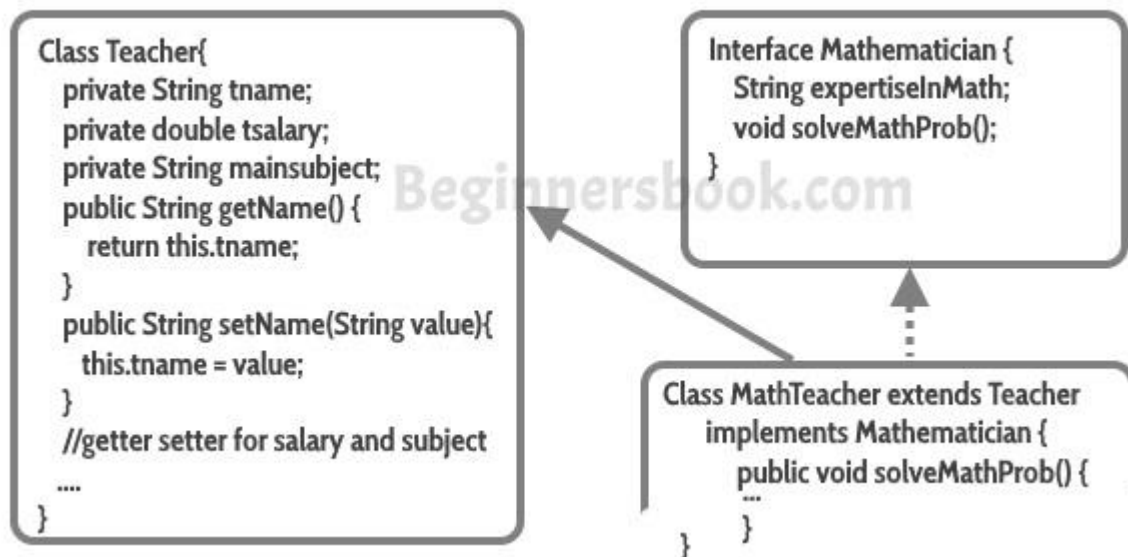 Class Teacher{
private String tname;
private double tsalary;
private String mainsubject;
public String getName() {
return this.tname;
}
public String setName(String value){
this.tname = value;
}
//getter setter for salary and subject
....
}
Interface Mathematician {
String expertiseInMath;
void solveMathProb();
}
Beginnersbook.com
Class MathTeacher extends Teacher
implements Mathematician {
public void solveMathProb() {
...
}
}